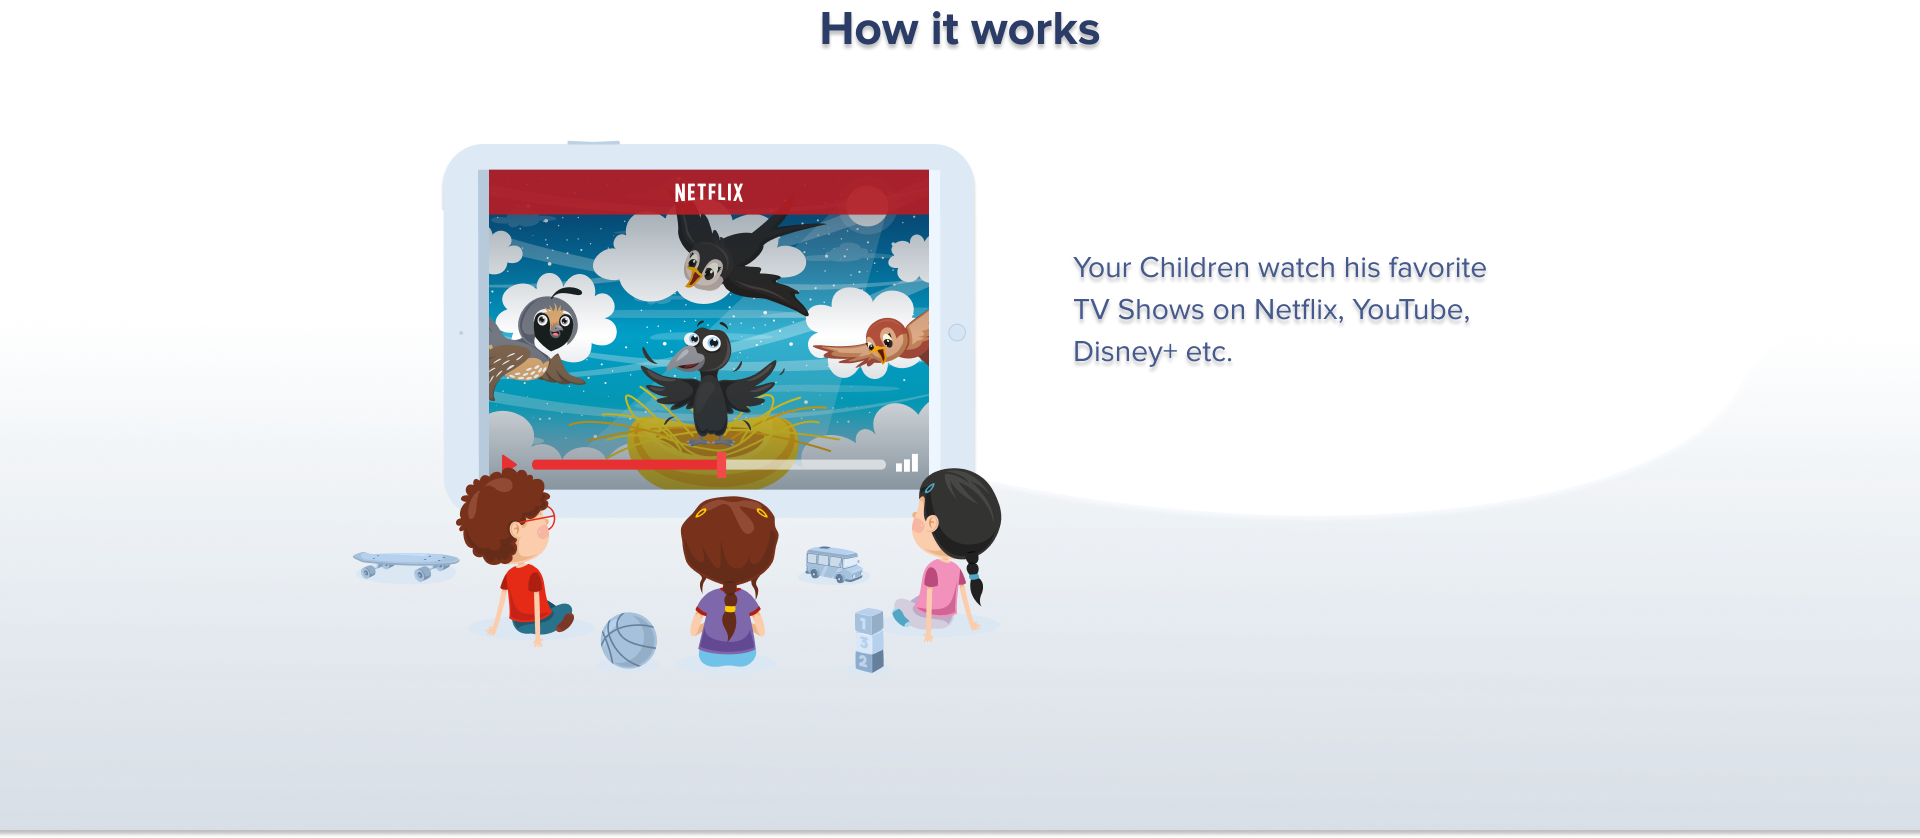 How it works
NETFLIX
Your Children watch his favorite
TV Shows on Netflix, YouTube,
Disney+ etc.
1
3
2